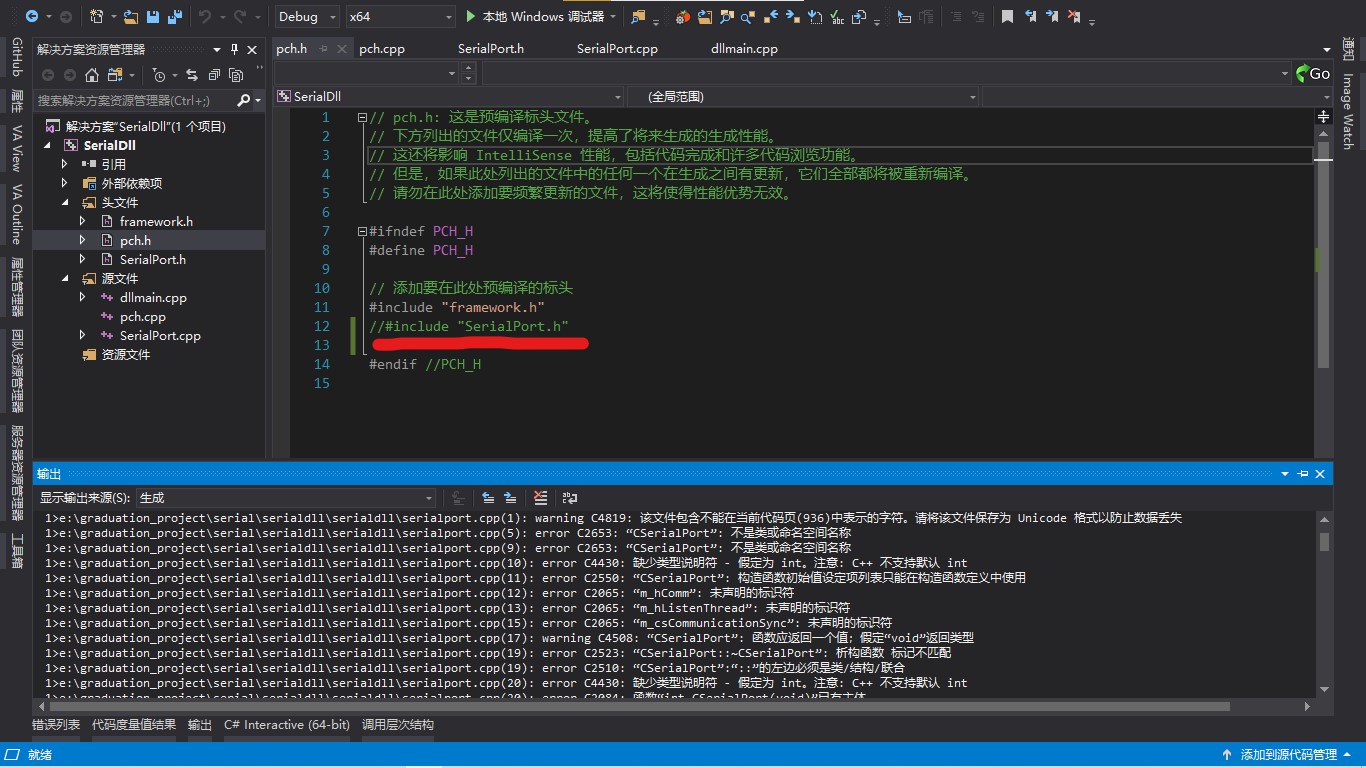 Debug
x64
本地 Windows 调试器
解决方案资源管理器
搜索解决方案资源管理器(Ctrl+;)
解决方案"SerialDll"(1 个项目)
SerialDll
引用
外部依赖项
头文件
framework.h
pch.h
SerialPort.h
源文件
dllmain.cpp
pch.cpp
SerialPort.cpp
资源文件
GitHub
属性
VA View
VA Outline
属性管理器
团队资源管理器
服务器资源管理器
工具箱
pch.h
pch.cpp
SerialPort.h
SerialPort.cpp
dllmain.cpp
Go
SerialDll
(全局范围)
通知
Image Watch
1 // pch.h: 这是预编译标头文件。
2 // 下方列出的文件仅编译一次，提高了将来生成的生成性能。
3 // 这还将影响 IntelliSense 性能，包括代码完成和许多代码浏览功能。
4 // 但是，如果此处列出的文件中的任何一个在生成之间有更新，它们全部都将被重新编译。
5 // 请勿在此处添加要频繁更新的文件，这将使得性能优势无效。
6
7 #ifndef PCH_H
8 #define PCH_H
9
10 // 添加要在此处预编译的标头
11 #include "framework.h"
12 //#include "SerialPort.h"
13
14 #endif //PCH_H
15
输出
显示输出来源(S): 生成
1>e:\graduation_project\serial\serialdll\serialdll\serialport.cpp(1): warning C4819: 该文件包含不能在当前代码页(936)中表示的字符。请将该文件保存为 Unicode 格式以防止数据丢失
1>e:\graduation_project\serial\serialdll\serialdll\serialport.cpp(5): error C2653: “CSerialPort”: 不是类或命名空间名称
1>e:\graduation_project\serial\serialdll\serialdll\serialport.cpp(9): error C2653: “CSerialPort”: 不是类或命名空间名称
1>e:\graduation_project\serial\serialdll\serialdll\serialport.cpp(10): error C4430: 缺少类型说明符 - 假定为 int。注意: C++ 不支持默认 int
1>e:\graduation_project\serial\serialdll\serialdll\serialport.cpp(11): error C2550: “CSerialPort”: 构造函数初始值设定项列表只能在构造函数定义中使用
1>e:\graduation_project\serial\serialdll\serialdll\serialport.cpp(12): error C2065: “m_hComm”: 未声明的标识符
1>e:\graduation_project\serial\serialdll\serialdll\serialport.cpp(13): error C2065: “m_hListenThread”: 未声明的标识符
1>e:\graduation_project\serial\serialdll\serialdll\serialport.cpp(15): error C2065: “m_csCommunicationSync”: 未声明的标识符
1>e:\graduation_project\serial\serialdll\serialdll\serialport.cpp(17): warning C4508: “CSerialPort”: 函数应返回一个值；假定“void”返回类型
1>e:\graduation_project\serial\serialdll\serialdll\serialport.cpp(19): error C2523: “CSerialPort::~CSerialPort”: 析构函数 标记不匹配
1>e:\graduation_project\serial\serialdll\serialdll\serialport.cpp(19): error C2510: “CSerialPort”:“::”的左边必须是类/结构/联合
1>e:\graduation_project\serial\serialdll\serialdll\serialport.cpp(20): error C4430: 缺少类型说明符 - 假定为 int。注意: C++ 不支持默认 int
1>e:\graduation_project\serial\serialdll\serialdll\serialport.cpp(20): error C2084: 函数“int CSerialPort(void)”已有主体
错误列表 代码度量值结果 输出 C# Interactive (64-bit) 调用层次结构
就绪
添加到源代码管理